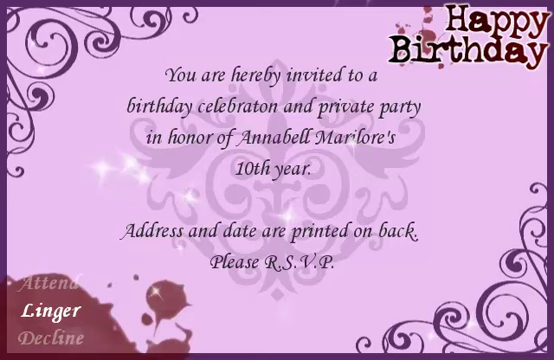 Happy
Birthday
You are hereby invited to a
birthday celebraton and private party
in honor of Annabell Marilore's
10th year.
Address and date are printed on back.
Please R.S.V.P.
Attend
Linger
Decline